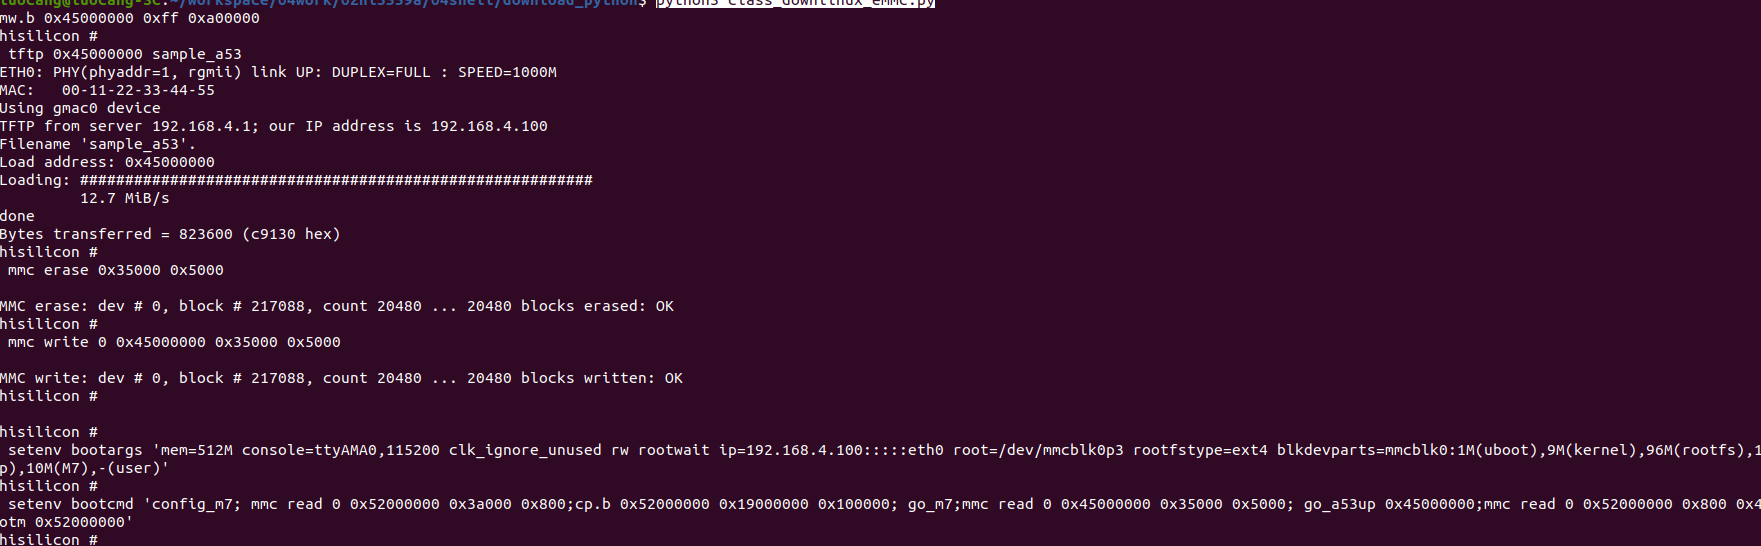 tuocang@tuocang-3C:~/workspace/04work/02hi3559a/04shell/download_python$ python3 class_downlinux_emmc.py
mw.b 0x45000000 0xff 0xa00000
hisilicon #
tftp 0x45000000 sample_a53
ETH0: PHY(phyaddr=1, rgmii) link UP: DUPLEX=FULL : SPEED=1000M
MAC:   00-11-22-33-44-55
Using gmac0 device
TFTP from server 192.168.4.1; our IP address is 192.168.4.100
Filename 'sample_a53'.
Load address: 0x45000000
Loading: #########################################################
12.7 MiB/s
done
Bytes transferred = 823600 (c9130 hex)
hisilicon #
mmc erase 0x35000 0x5000
MMC erase: dev # 0, block # 217088, count 20480 ... 20480 blocks erased: OK
hisilicon #
mmc write 0 0x45000000 0x35000 0x5000
MMC write: dev # 0, block # 217088, count 20480 ... 20480 blocks written: OK
hisilicon #
hisilicon #
setenv bootargs 'mem=512M console=ttyAMA0,115200 clk_ignore_unused rw rootwait ip=192.168.4.100:::::eth0 root=/dev/mmcblk0p3 rootfstype=ext4 blkdevparts=mmcblk0:1M(uboot),9M(kernel),96M(rootfs),1
p),10M(M7),-(user)'
hisilicon #
setenv bootcmd 'config_m7; mmc read 0 0x52000000 0x3a000 0x800;cp.b 0x52000000 0x19000000 0x100000; go_m7;mmc read 0 0x45000000 0x35000 0x5000; go_a53up 0x45000000;mmc read 0 0x52000000 0x800 0x4
otm 0x52000000'
hisilicon #